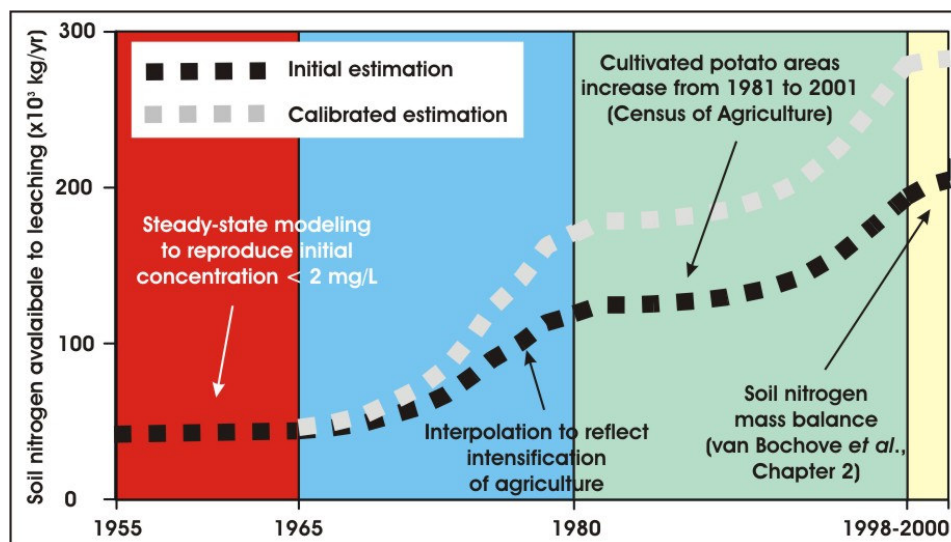 Soil nitrogen avalaibale to leaching (x10³ kg/yr)
300
200
100
0
Initial estimation
Calibrated estimation
Steady-state modeling
to reproduce initial
concentration < 2 mg/L
Cultivated potato areas
increase from 1981 to 2001
(Census of Agriculture)
Interpolation to reflect
intensification
of agriculture
Soil nitrogen
mass balance
(van Bochove et al.,
Chapter 2)
1955
1965
1980
1998-2000